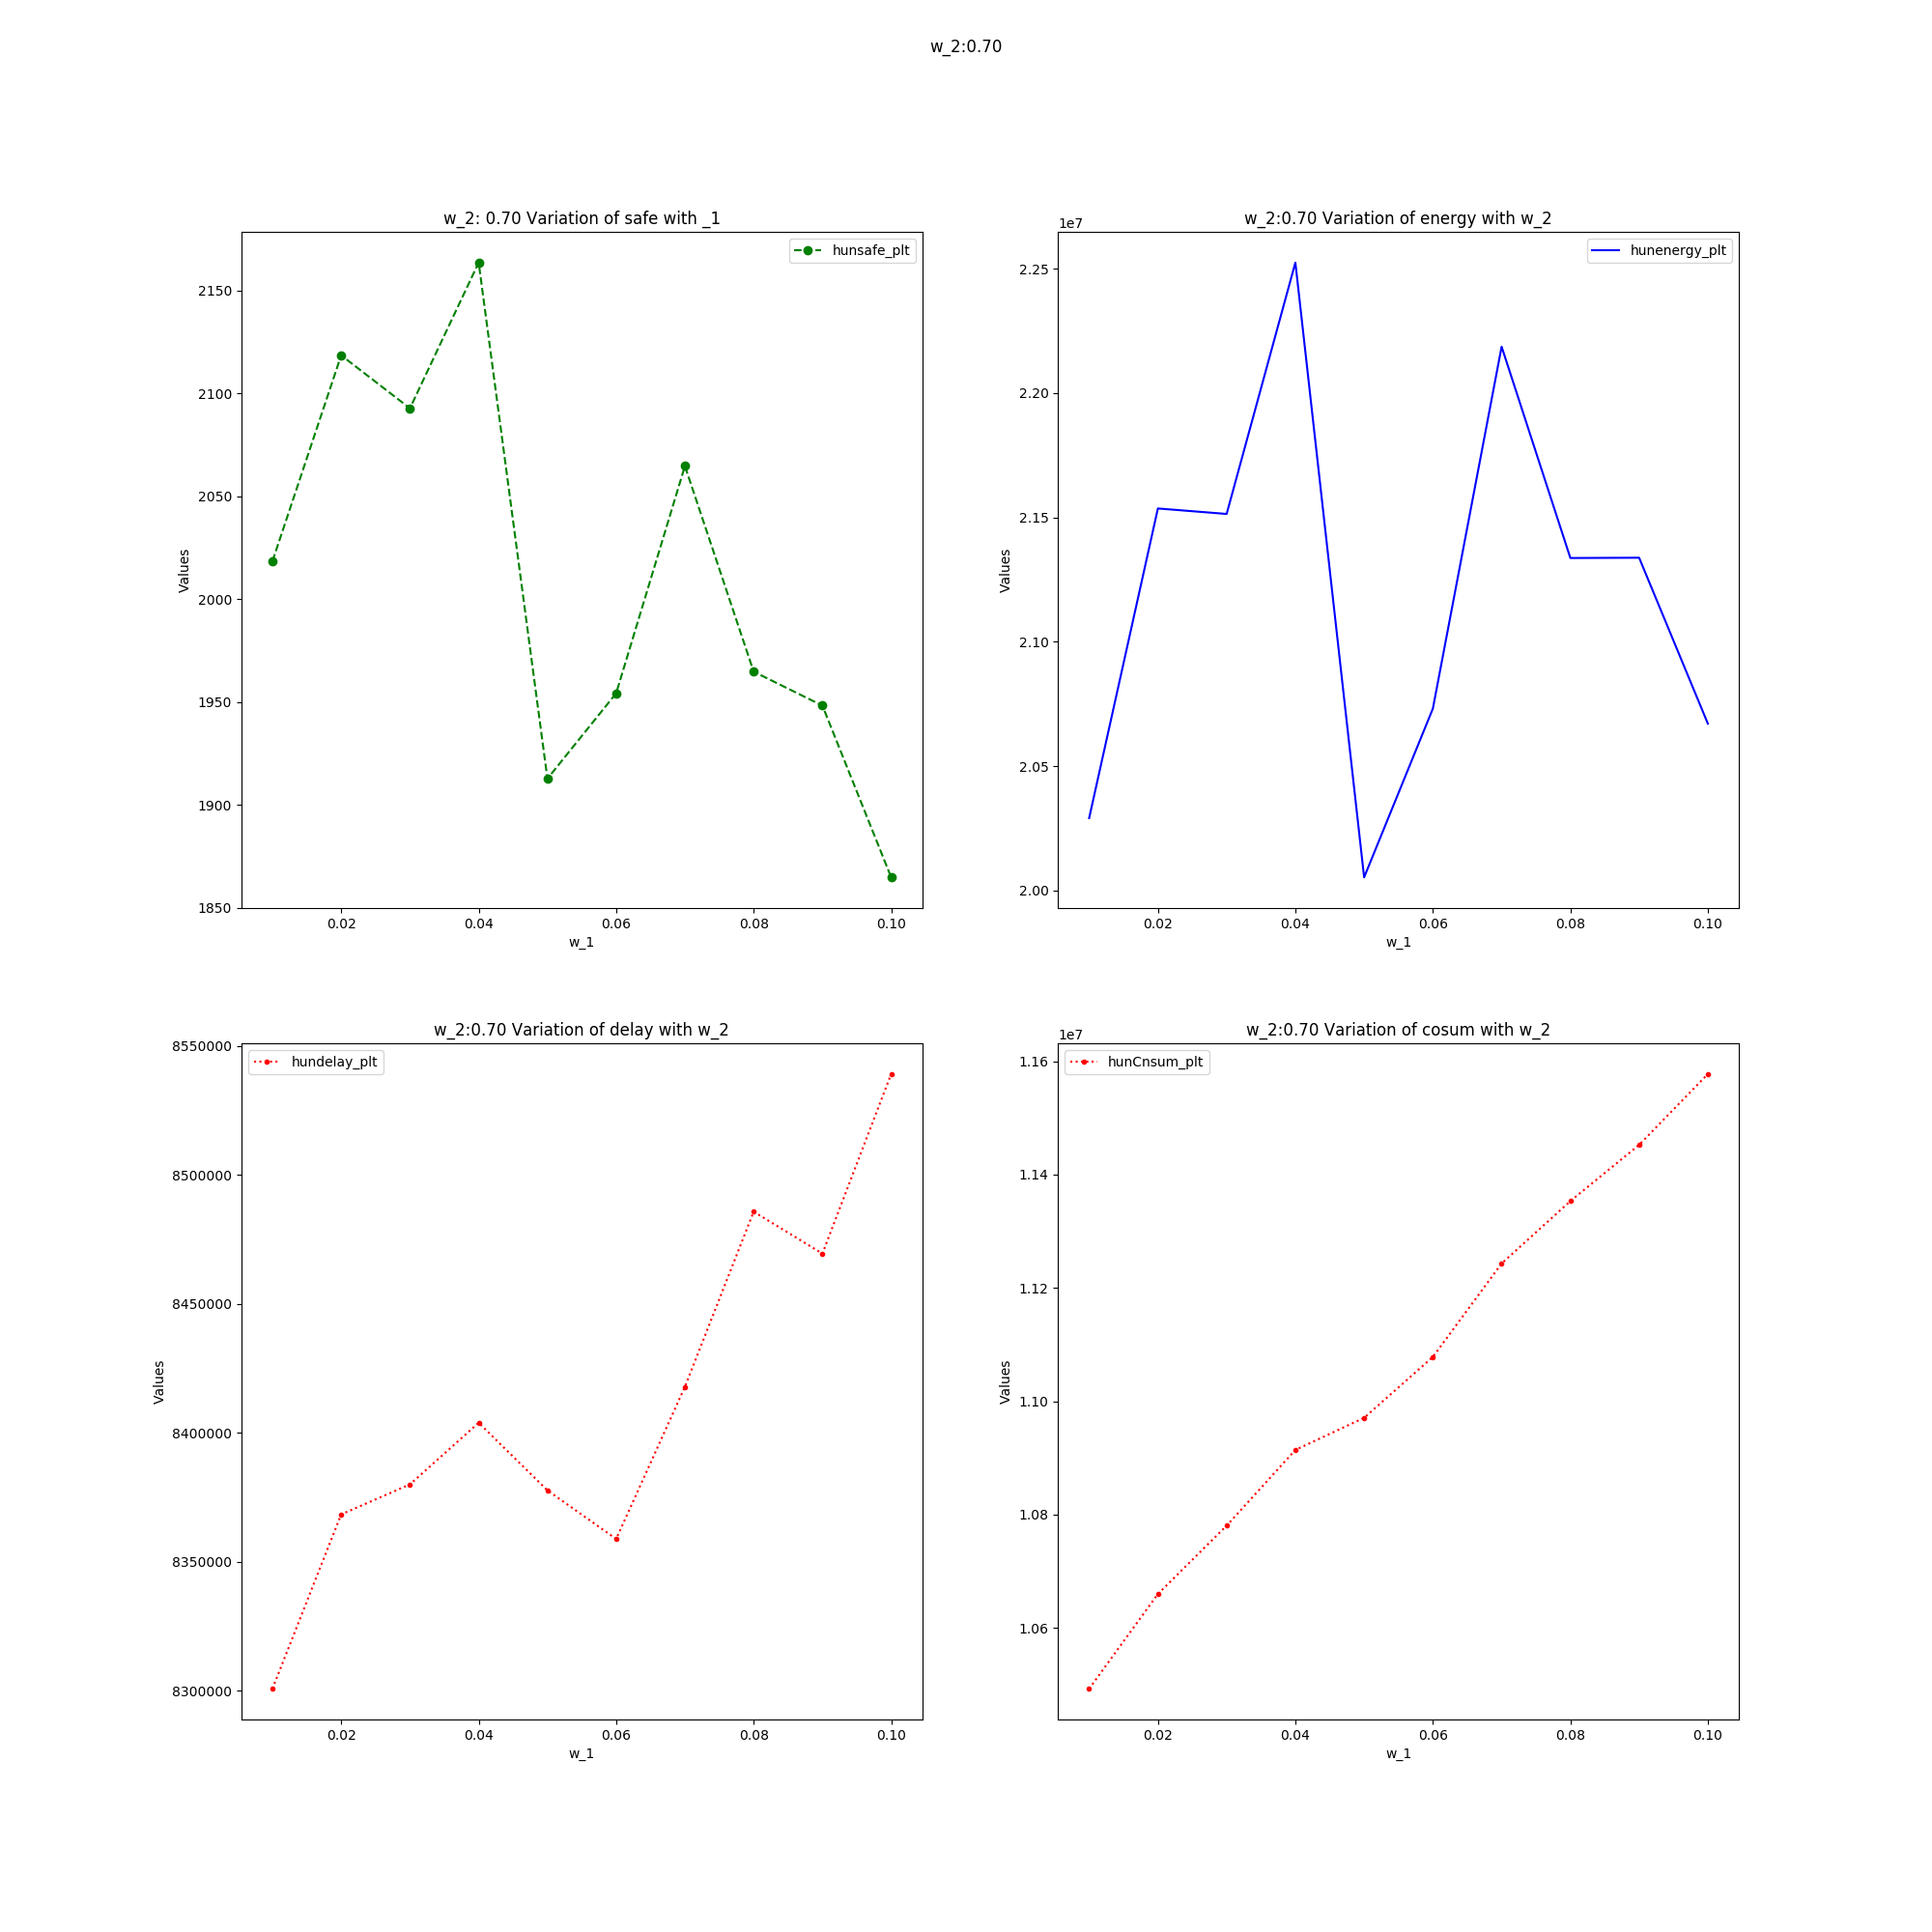 w_2:0.70
w_2: 0.70 Variation of safe with _1
hunsafe_plt
2150
2100
2050
2000
1950
1900
1850
Values
0.02 0.04 0.06 0.08 0.10
w_1
w_2:0.70 Variation of energy with w_2
1e7
hunenergy_plt
2.25
2.20
2.15
2.10
2.05
2.00
Values
0.02 0.04 0.06 0.08 0.10
w_1
w_2:0.70 Variation of delay with w_2
hundelay_plt
8550000
8500000
8450000
8400000
8350000
8300000
Values
0.02 0.04 0.06 0.08 0.10
w_1
w_2:0.70 Variation of cosum with w_2
1e7
hunCnsum_plt
1.16
1.14
1.12
1.10
1.08
1.06
Values
0.02 0.04 0.06 0.08 0.10
w_1